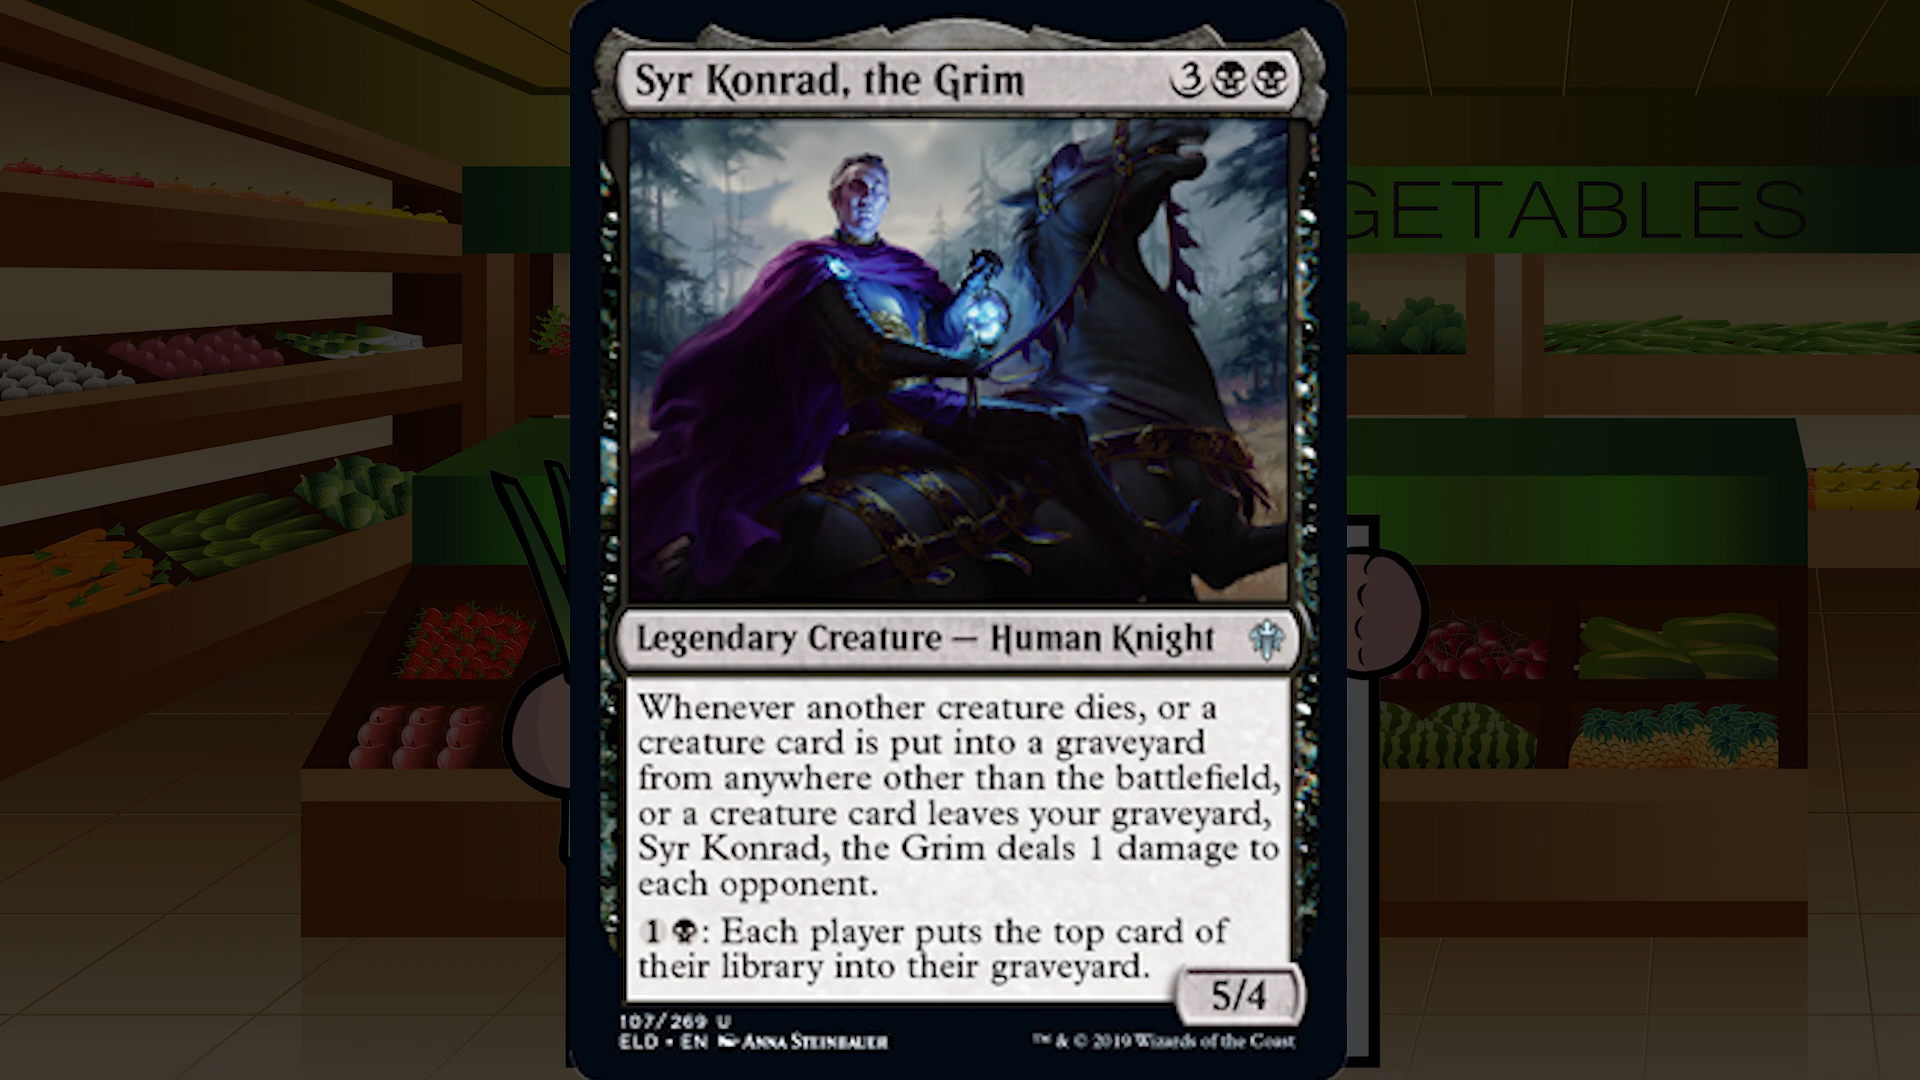 Syr Konrad, the Grim 3
GETABLES
Legendary Creature — Human Knight
Whenever another creature dies, or a
creature card is put into a graveyard
from anywhere other than the battlefield,
or a creature card leaves your graveyard,
Syr Konrad, the Grim deals 1 damage to
each opponent.
1 : Each player puts the top card of
their library into their graveyard.
5/4
107/269 U
ELD • EN Anna Steinbauer
™ & © 2019 Wizards of the Coast